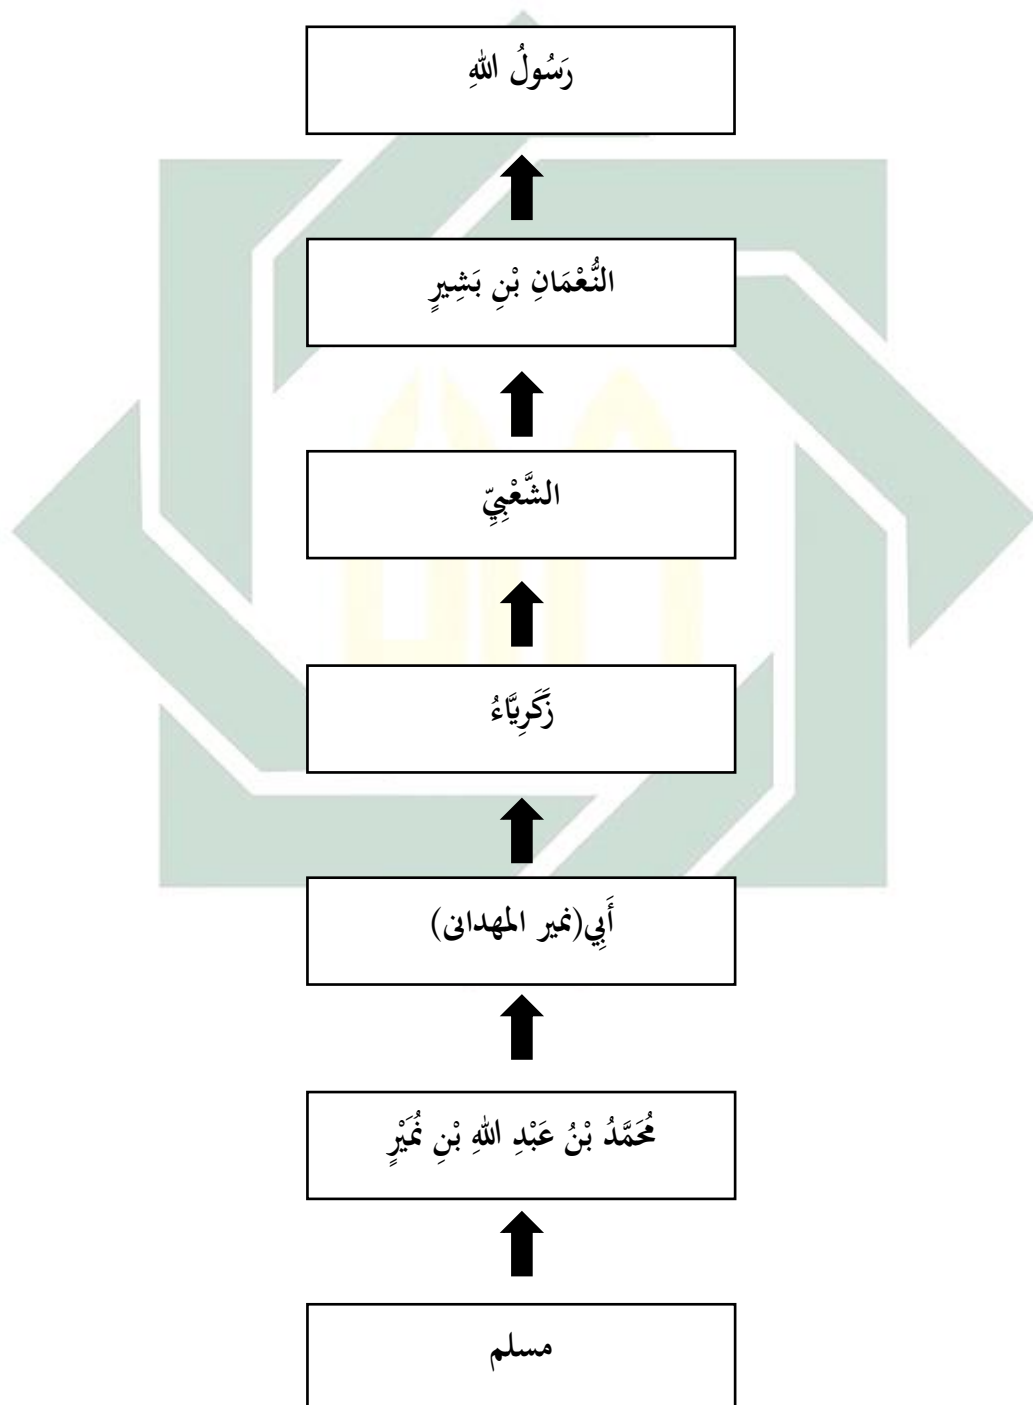 رَسُولُ اللهِ
النُّعْمَانِ بْنِ بَشِيرٍ
الشَّعْبِيِّ
زَكَرِيَّاءُ
أَبِي(نمير المهدانى)
مُحَمَّدُ بْنُ عَبْدِ اللهِ بْنِ نُمَيْرٍ
مسلم